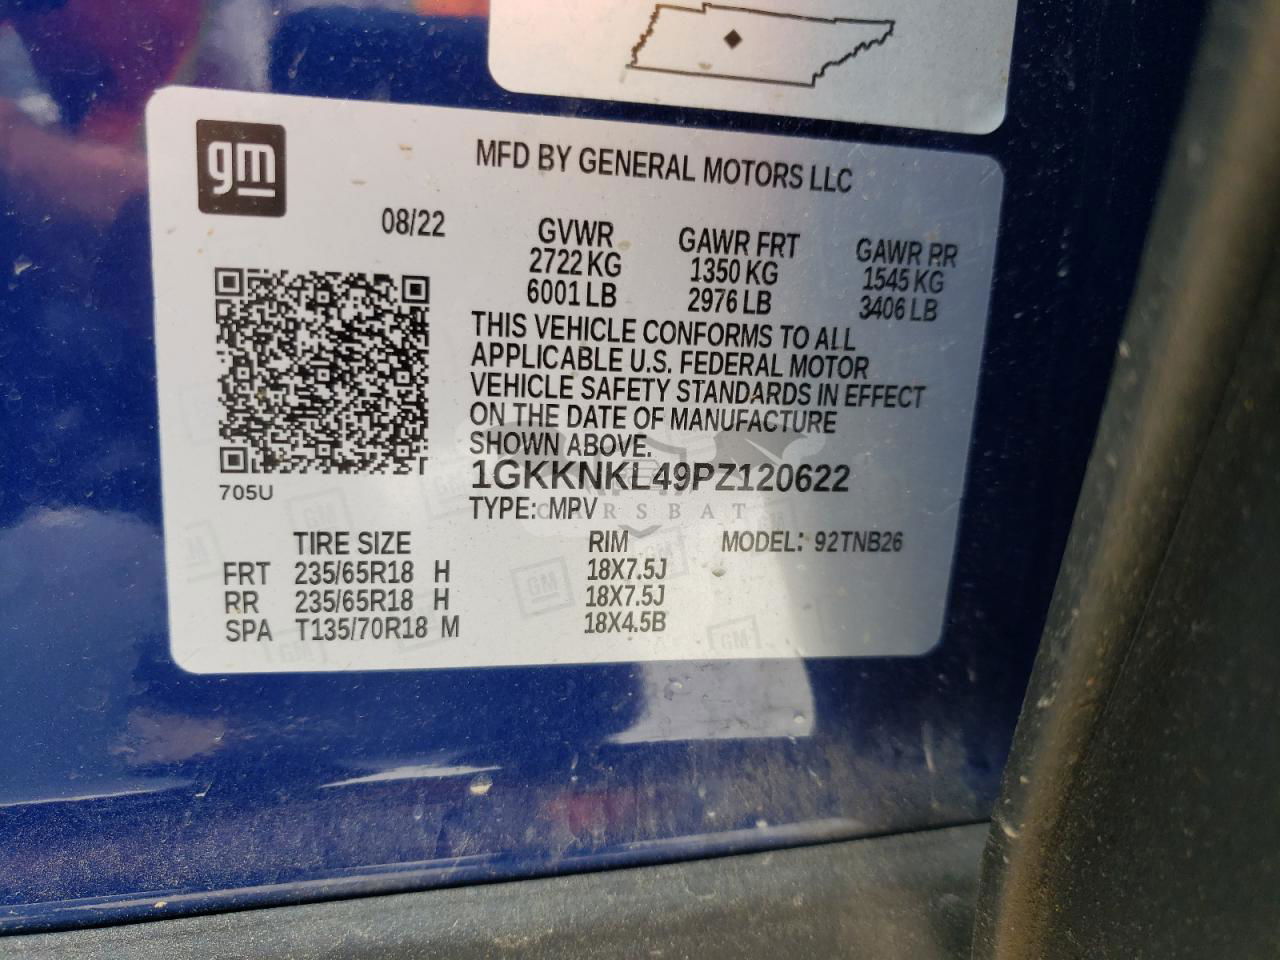 gm
MFD BY GENERAL MOTORS LLC
08/22
GVWR GAWR FRT GAWR RR
2722 KG 1350 KG 1545 KG
6001 LB 2976 LB 3406 LB
THIS VEHICLE CONFORMS TO ALL
APPLICABLE U.S. FEDERAL MOTOR
VEHICLE SAFETY STANDARDS IN EFFECT
ON THE DATE OF MANUFACTURE
SHOWN ABOVE.
705U
1GKKNKL49PZ120622
TYPE: MPV
CARSBAT
TIRE SIZE RIM MODEL: 92TNB26
FRT 235/65R18 H 18X7.5J
RR 235/65R18 H 18X7.5J
SPA T135/70R18 M 18X4.5B
GM
GM